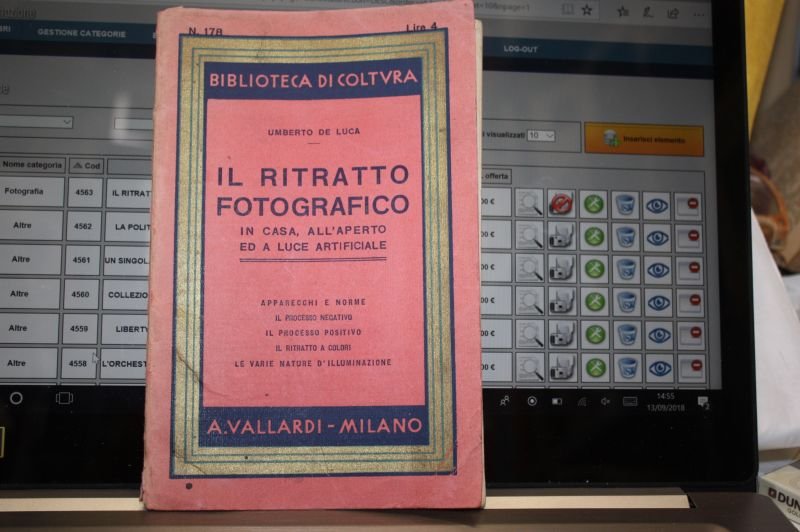 N. 178 Lire 4
BIBLIOTECA DI COLTVRA
UMBERTO DE LUCA
IL RITRATTO
FOTOGRAFICO
IN CASA, ALL'APERTO
ED A LUCE ARTIFICIALE
APPARECCHI E NORME
IL PROCESSO NEGATIVO
IL PROCESSO POSITIVO
IL RITRATTO A COLORI
LE VARIE NATURE D'ILLUMINAZIONE
A. VALLARDI - MILANO
GESTIONE CATEGORIE
LOG-OUT
visualizzati 10
Inserisci elemento
Nome categoria Cod offerta
Fotografia 4563 IL RITRAT
Altre 4562 LA POLIT
Altre 4561 UN SINGOL
Altre 4560 COLLEZIO
Altre 4559 LIBERT
Altre 4558 L'ORCHEST
14:55
13/09/2018
DUN